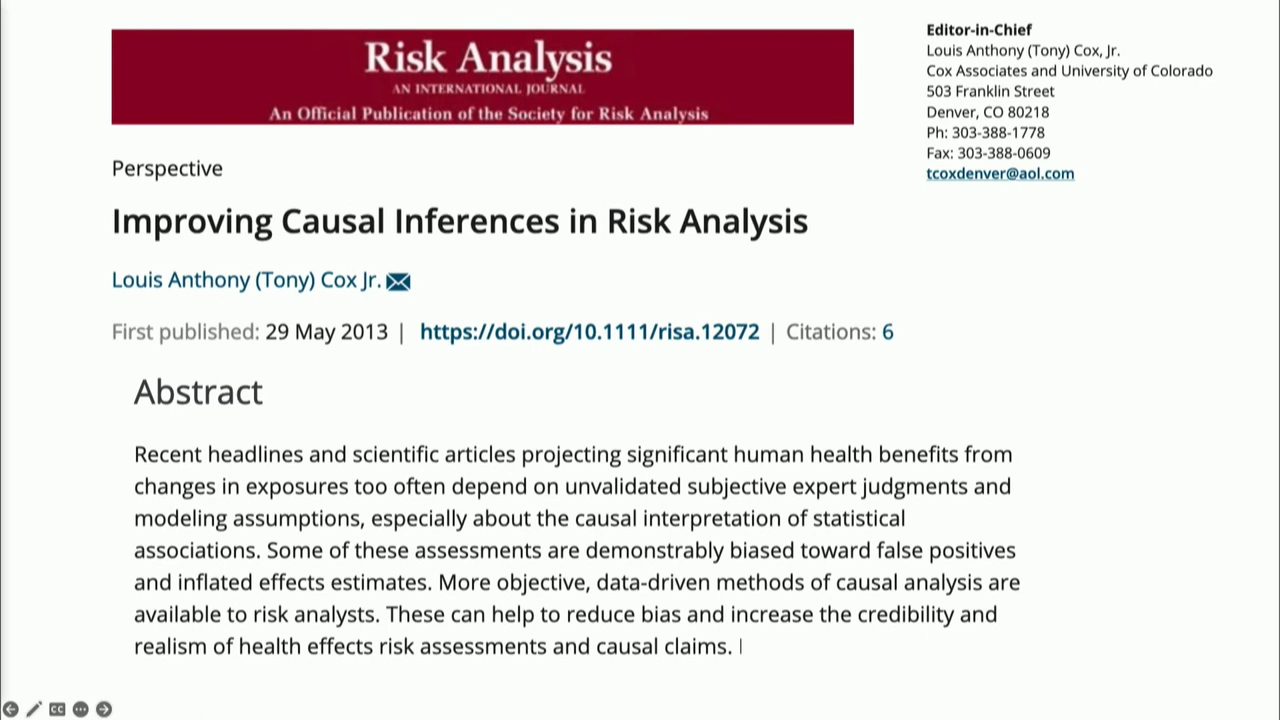 Risk Analysis
AN INTERNATIONAL JOURNAL
An Official Publication of the Society for Risk Analysis
Editor-in-Chief
Louis Anthony (Tony) Cox, Jr.
Cox Associates and University of Colorado
503 Franklin Street
Denver, CO 80218
Ph: 303-388-1778
Fax: 303-388-0609
tcoxdenver@aol.com
Perspective
Improving Causal Inferences in Risk Analysis
Louis Anthony (Tony) Cox Jr.
First published: 29 May 2013 | https://doi.org/10.1111/risa.12072 | Citations: 6
Abstract
Recent headlines and scientific articles projecting significant human health benefits from
changes in exposures too often depend on unvalidated subjective expert judgments and
modeling assumptions, especially about the causal interpretation of statistical
associations. Some of these assessments are demonstrably biased toward false positives
and inflated effects estimates. More objective, data-driven methods of causal analysis are
available to risk analysts. These can help to reduce bias and increase the credibility and
realism of health effects risk assessments and causal claims.
CC